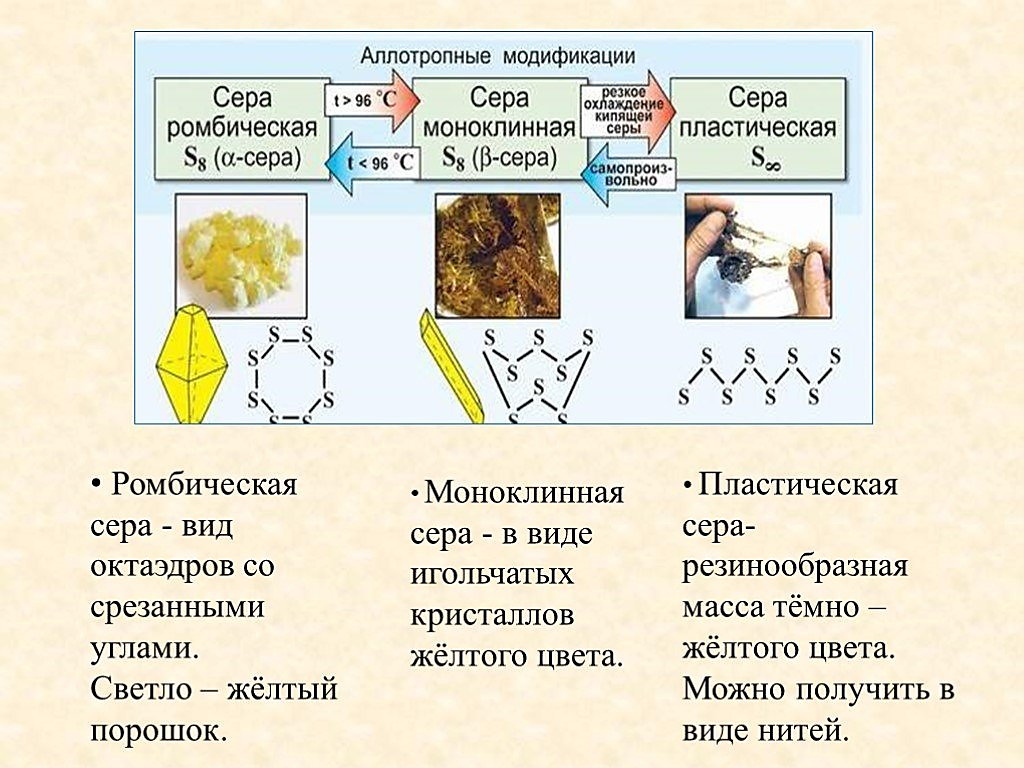 Аллотропные модификации
Сера
ромбическая
S₈ (α-сера)
t > 96 °C
t < 96 °C
Сера
моноклинная
S₈ (β-сера)
резкое
охлаждение
кипящей
серы
самопроиз-
вольно
Сера
пластическая
S∞
S S
S S
S S
S S
S S S
S S
S
S S
S S S S
S S S S
• Ромбическая
сера - вид
октаэдров со
срезанными
углами.
Светло – жёлтый
порошок.
• Моноклинная
сера - в виде
игольчатых
кристаллов
жёлтого цвета.
• Пластическая
сера-
резинообразная
масса тёмно –
жёлтого цвета.
Можно получить в
виде нитей.